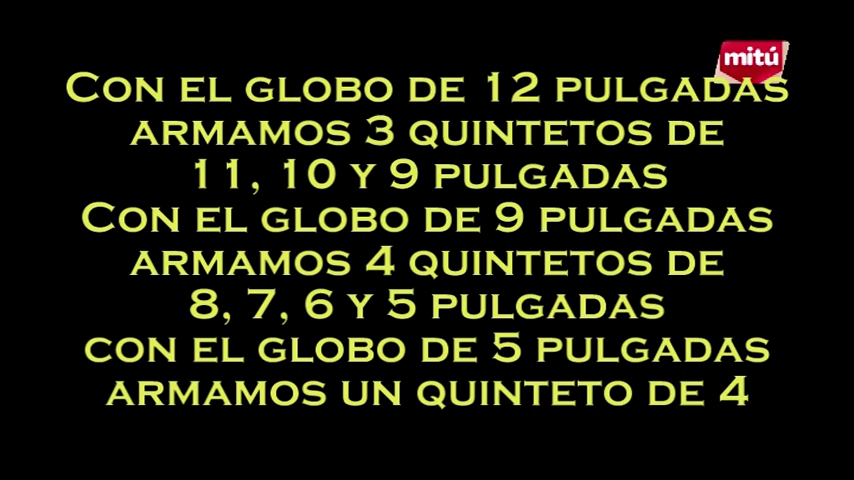 mitú
CON EL GLOBO DE 12 PULGADAS
ARMAMOS 3 QUINTETOS DE
11, 10 Y 9 PULGADAS
CON EL GLOBO DE 9 PULGADAS
ARMAMOS 4 QUINTETOS DE
8, 7, 6 Y 5 PULGADAS
CON EL GLOBO DE 5 PULGADAS
ARMAMOS UN QUINTETO DE 4